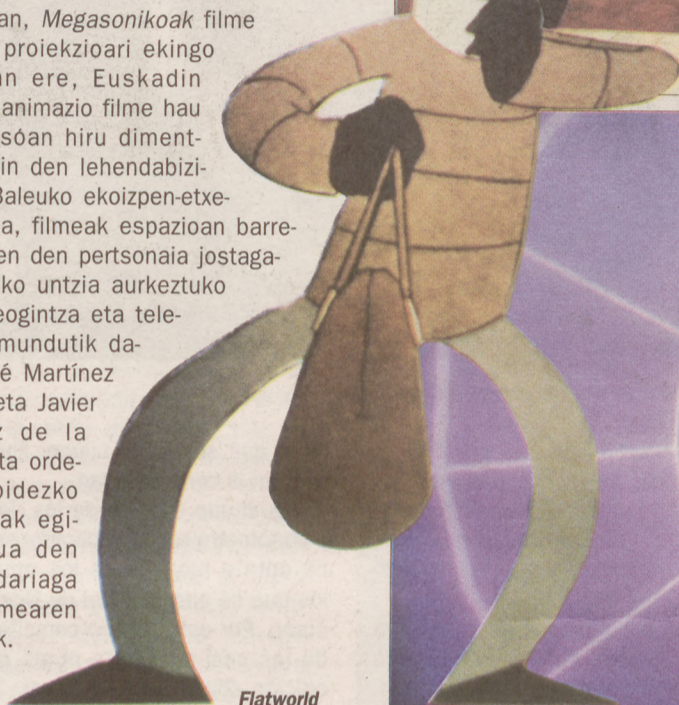 an, Megasonikoak filme
proiekzioari ekingo
n ere, Euskadin
animazio filme hau
sóan hiru diment-
in den lehendabizi-
Baleuko ekoizpen-etxe-
a, filmeak espazioan barre-
en den pertsonaia jostaga-
ko untzia aurkeztuko
eogintza eta tele-
mundutik da-
é Martínez
eta Javier
z de la
ta orde-
bidezko
ak egi-
ua den
dariaga
mearen
k.
Flatworld